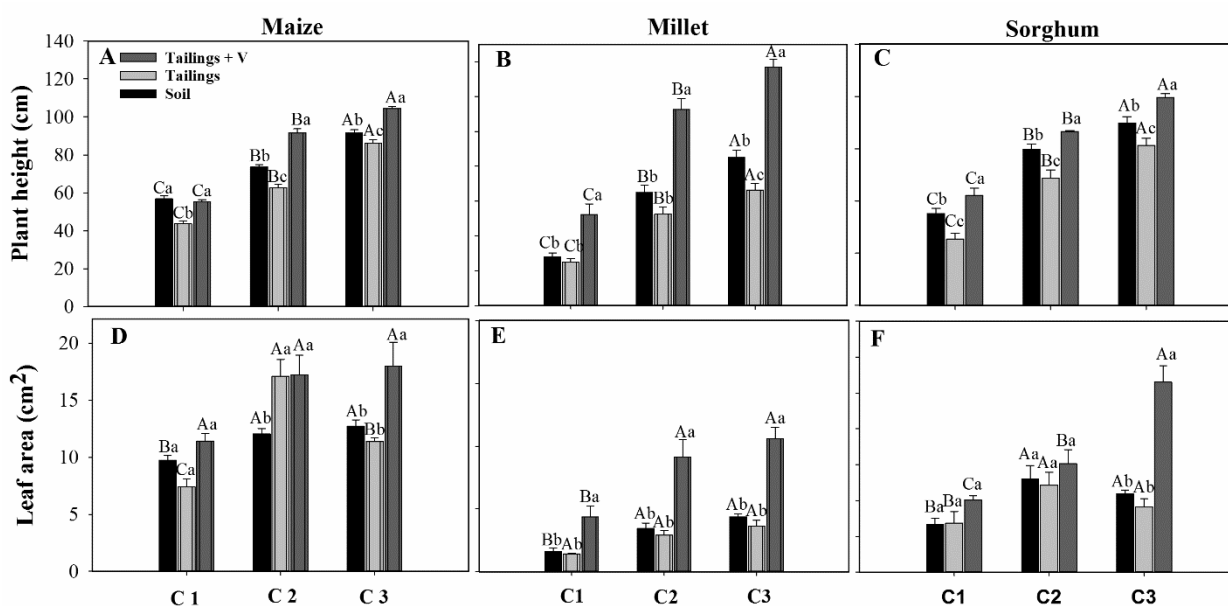 Maize
Millet
Sorghum
Plant height (cm)
140
120
100
80
60
40
20
0
A
Tailings + V
Tailings
Soil
Ca
Cb
Ca
Bb
Bc
Ba
Ab
Ac
Aa
B
Cb
Cb
Ca
Bb
Bb
Ba
Ab
Ac
Aa
C
Cb
Cc
Ca
Bb
Bc
Ba
Ab
Ac
Aa
Leaf area (cm²)
20
15
10
5
0
D
Ba
Ca
Aa
Ab
Aa
Aa
Ab
Bb
Aa
E
Bb
Ab
Ba
Ab
Ab
Aa
Ab
Ab
Aa
F
Ba
Ba
Ca
Aa
Aa
Ba
Ab
Ab
Aa
C 1
C 2
C 3
C1
C2
C3
C1
C2
C3